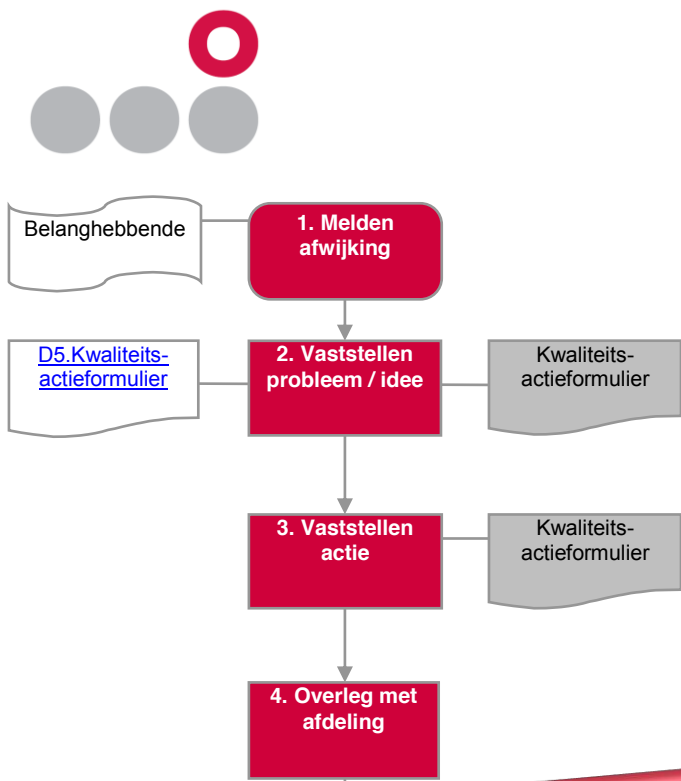 Belanghebbende
1. Melden
afwijking
D5.Kwaliteits-
actieformulier
2. Vaststellen
probleem / idee
Kwaliteits-
actieformulier
3. Vaststellen
actie
Kwaliteits-
actieformulier
4. Overleg met
afdeling